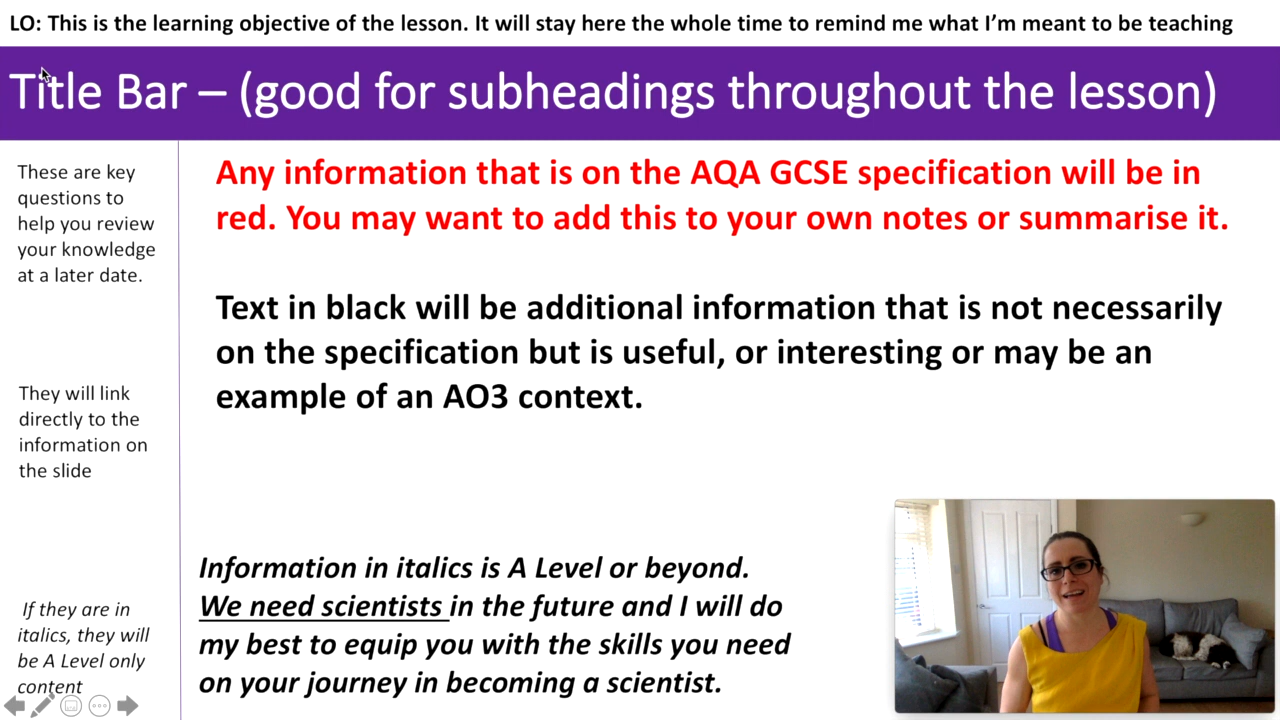 LO: This is the learning objective of the lesson. It will stay here the whole time to remind me what I’m meant to be teaching
Title Bar – (good for subheadings throughout the lesson)
These are key
questions to
help you review
your knowledge
at a later date.
They will link
directly to the
information on
the slide
If they are in
italics, they will
be A Level only
content
Any information that is on the AQA GCSE specification will be in
red. You may want to add this to your own notes or summarise it.
Text in black will be additional information that is not necessarily
on the specification but is useful, or interesting or may be an
example of an AO3 context.
Information in italics is A Level or beyond.
We need scientists in the future and I will do
my best to equip you with the skills you need
on your journey in becoming a scientist.